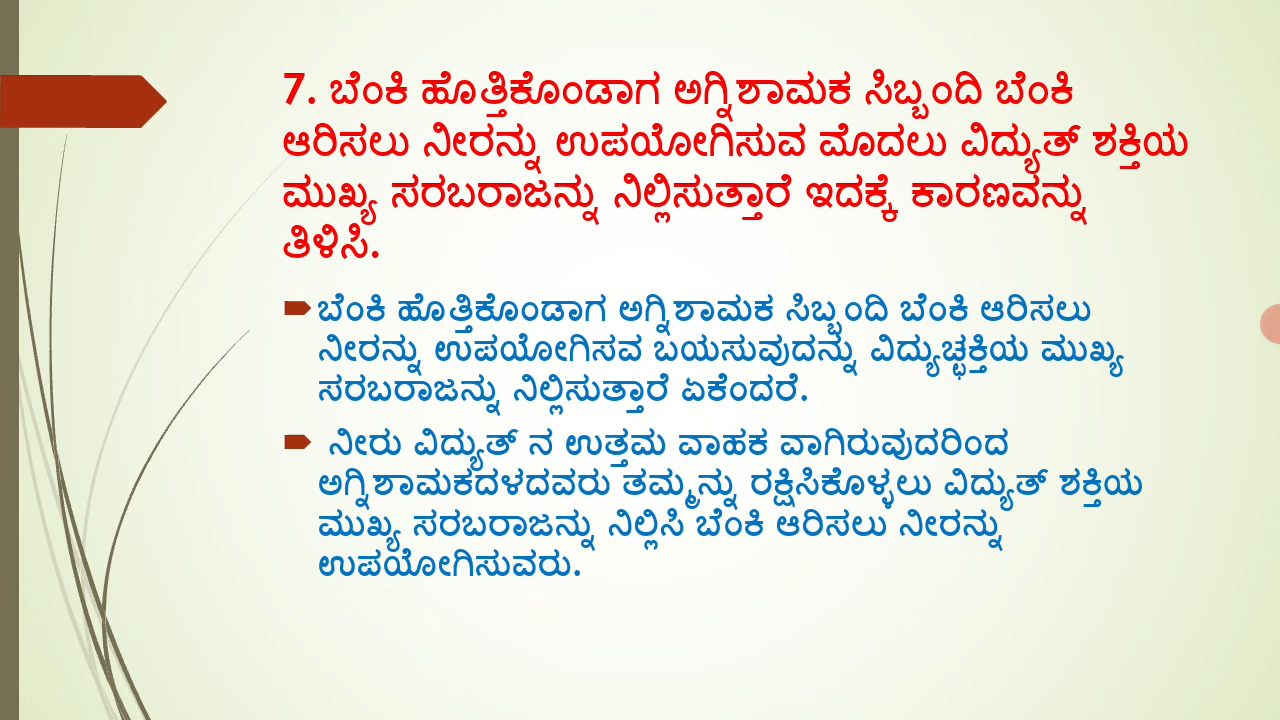 7. ಬೆಂಕಿ ಹೊತ್ತಿಕೊಂಡಾಗ ಅಗ್ನಿಶಾಮಕ ಸಿಬ್ಬಂದಿ ಬೆಂಕಿ
ಆರಿಸಲು ನೀರನ್ನು ಉಪಯೋಗಿಸುವ ಮೊದಲು ವಿದ್ಯುತ್ ಶಕ್ತಿಯ
ಮುಖ್ಯ ಸರಬರಾಜನ್ನು ನಿಲ್ಲಿಸುತ್ತಾರೆ ಇದಕ್ಕೆ ಕಾರಣವನ್ನು
ತಿಳಿಸಿ.
ಬೆಂಕಿ ಹೊತ್ತಿಕೊಂಡಾಗ ಅಗ್ನಿಶಾಮಕ ಸಿಬ್ಬಂದಿ ಬೆಂಕಿ ಆರಿಸಲು
ನೀರನ್ನು ಉಪಯೋಗಿಸವ ಬಯಸುವುದನ್ನು ವಿದ್ಯುಚ್ಛಕ್ತಿಯ ಮುಖ್ಯ
ಸರಬರಾಜನ್ನು ನಿಲ್ಲಿಸುತ್ತಾರೆ ಏಕೆಂದರೆ.
ನೀರು ವಿದ್ಯುತ್ ನ ಉತ್ತಮ ವಾಹಕ ವಾಗಿರುವುದರಿಂದ
ಅಗ್ನಿಶಾಮಕದಳದವರು ತಮ್ಮನ್ನು ರಕ್ಷಿಸಿಕೊಳ್ಳಲು ವಿದ್ಯುತ್ ಶಕ್ತಿಯ
ಮುಖ್ಯ ಸರಬರಾಜನ್ನು ನಿಲ್ಲಿಸಿ ಬೆಂಕಿ ಆರಿಸಲು ನೀರನ್ನು
ಉಪಯೋಗಿಸುವರು.